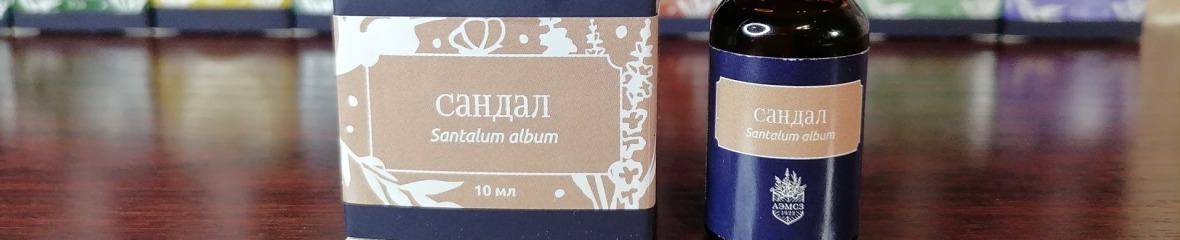 сандал
Santalum album
10 мл
сандал
Santalum album
АЭМСЗ
1922